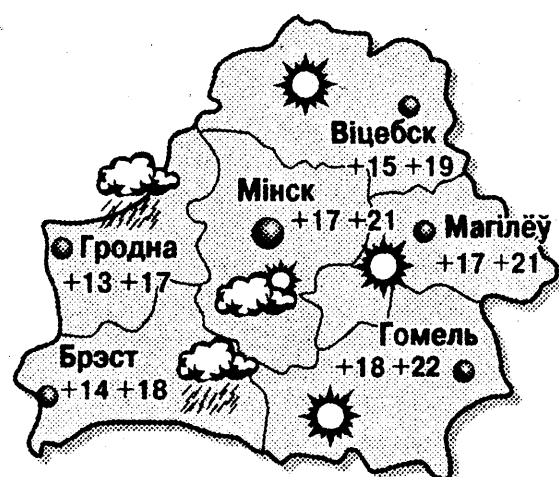 Віцебск
+15 +19
Мінск
+17 +21
Магілёў
+17 +21
Гродна
+13 +17
Гомель
+18 +22
Брэст
+14 +18